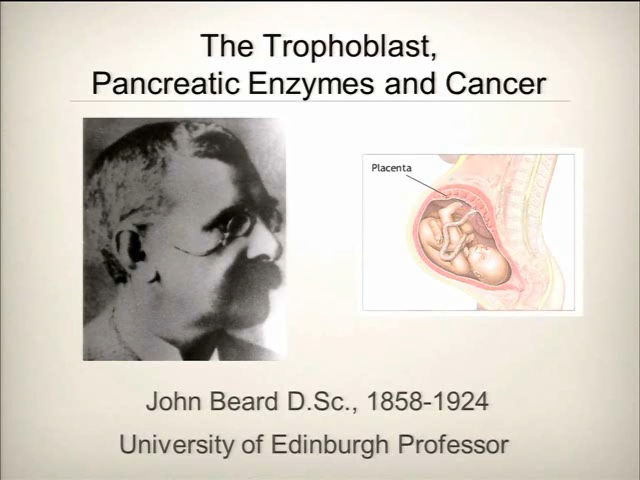 The Trophoblast,
Pancreatic Enzymes and Cancer
Placenta
John Beard D.Sc., 1858-1924
University of Edinburgh Professor